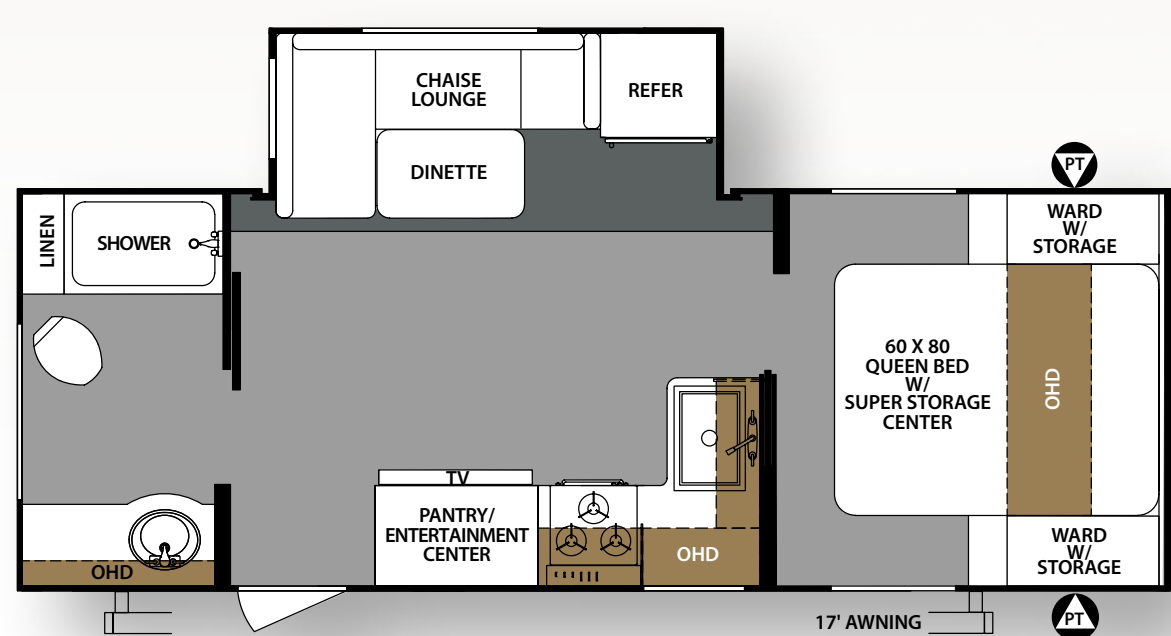 CHAISE
LOUNGE
REFER
DINETTE
PT
LINEN
SHOWER
WARD
W/
STORAGE
60 X 80
QUEEN BED
W/
SUPER STORAGE
CENTER
OHD
TV
PANTRY/
ENTERTAINMENT
CENTER
OHD
OHD
WARD
W/
STORAGE
17' AWNING
PT